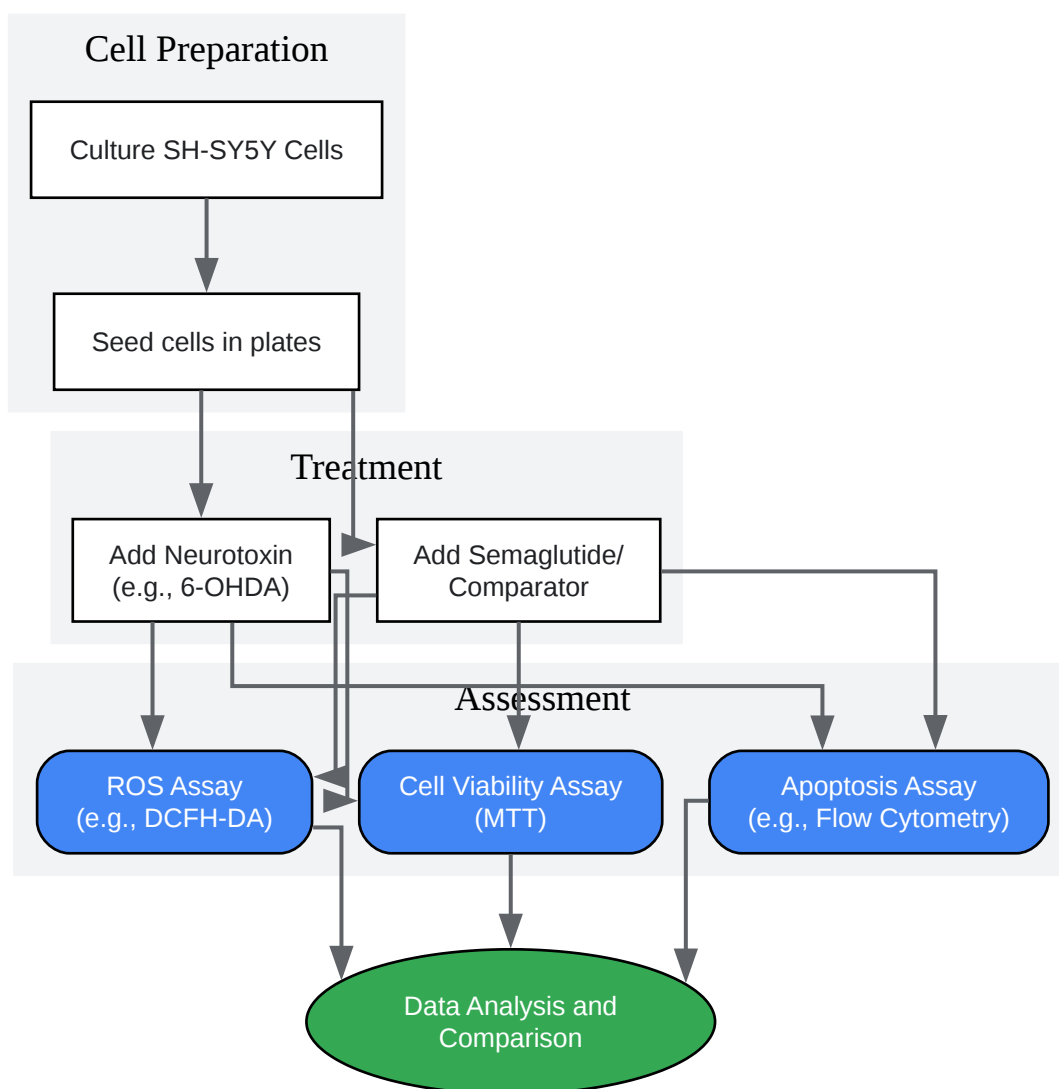 Cell Preparation
Culture SH-SY5Y Cells
Seed cells in plates
Treatment
Add Neurotoxin
(e.g., 6-OHDA)
Add Semaglutide/
Comparator
Assessment
ROS Assay
(e.g., DCFH-DA)
Cell Viability Assay
(MTT)
Apoptosis Assay
(e.g., Flow Cytometry)
Data Analysis and
Comparison